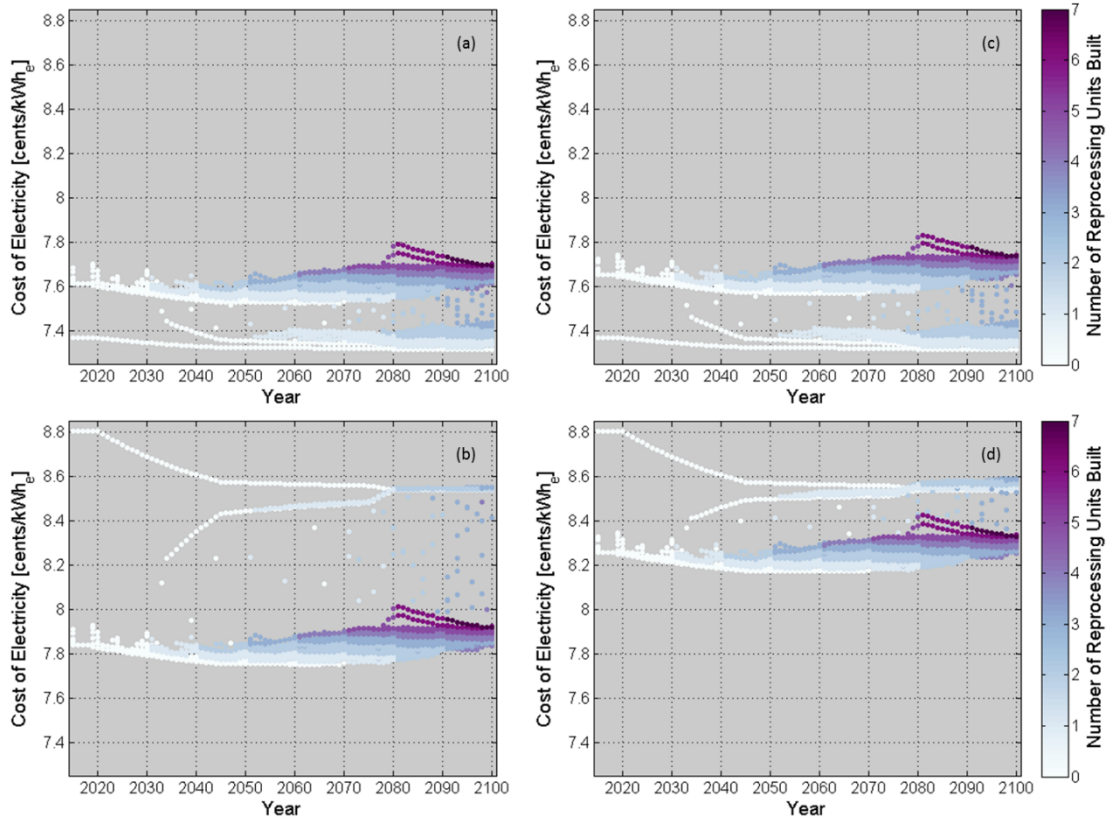 8.8
8.6
8.4
8.2
8
7.8
7.6
7.4
Cost of Electricity [cents/kWh_e]
(a)
2020 2030 2040 2050 2060 2070 2080 2090 2100
Year
8.8
8.6
8.4
8.2
8
7.8
7.6
7.4
Cost of Electricity [cents/kWh_e]
(c)
2020 2030 2040 2050 2060 2070 2080 2090 2100
Year
7
6
5
4
3
2
1
0
Number of Reprocessing Units Built
8.8
8.6
8.4
8.2
8
7.8
7.6
7.4
Cost of Electricity [cents/kWh_e]
(b)
2020 2030 2040 2050 2060 2070 2080 2090 2100
Year
8.8
8.6
8.4
8.2
8
7.8
7.6
7.4
Cost of Electricity [cents/kWh_e]
(d)
2020 2030 2040 2050 2060 2070 2080 2090 2100
Year
7
6
5
4
3
2
1
0
Number of Reprocessing Units Built